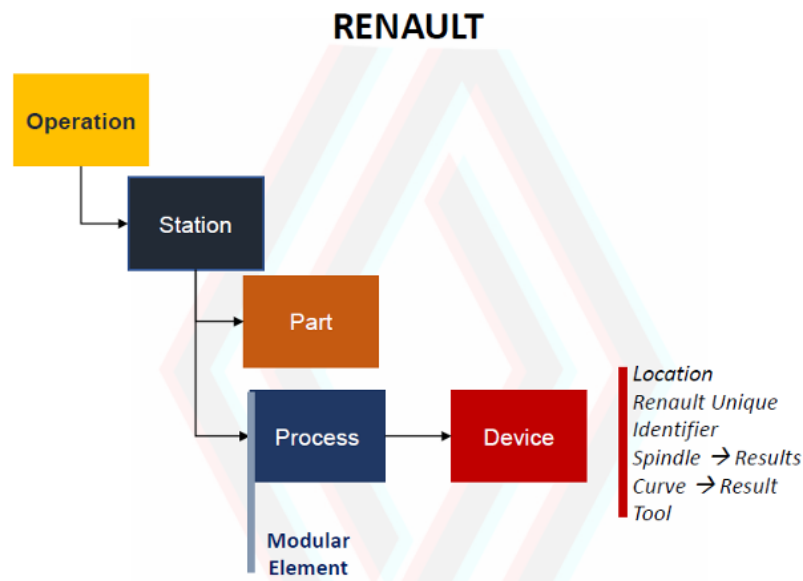 RENAULT
Operation
Station
Part
Process
Device
Location
Renault Unique
Identifier
Spindle → Results
Curve → Result
Tool
Modular
Element